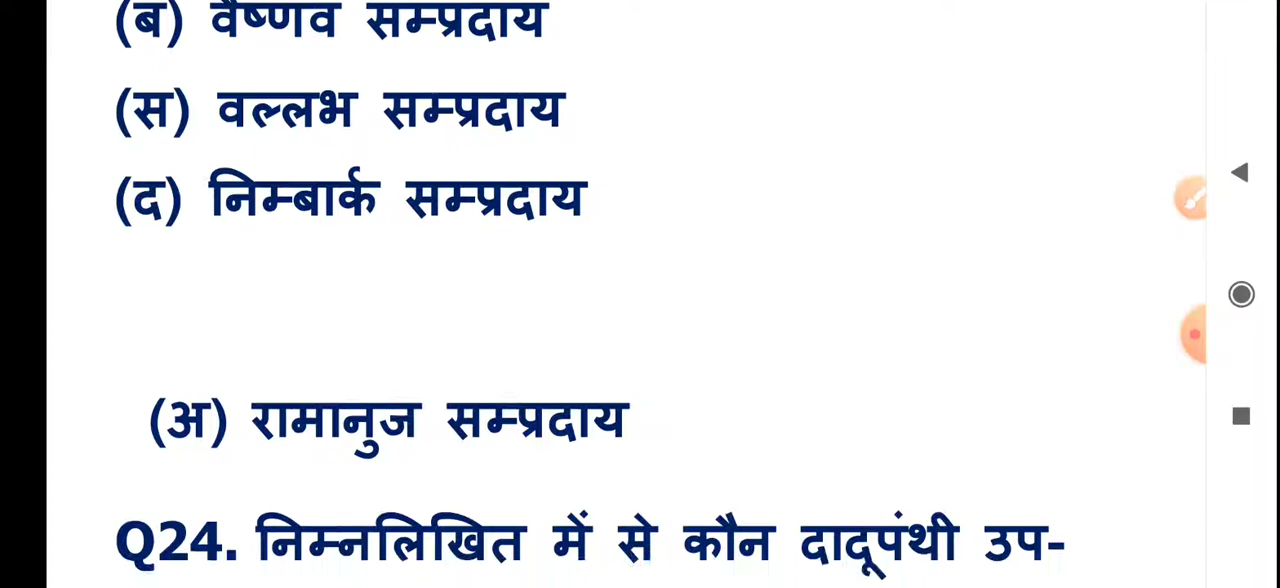 (ब) वैष्णव सम्प्रदाय
(स) वल्लभ सम्प्रदाय
(द) निम्बार्क सम्प्रदाय
(अ) रामानुज सम्प्रदाय
Q24. निम्नलिखित में से कौन दादूपंथी उप-